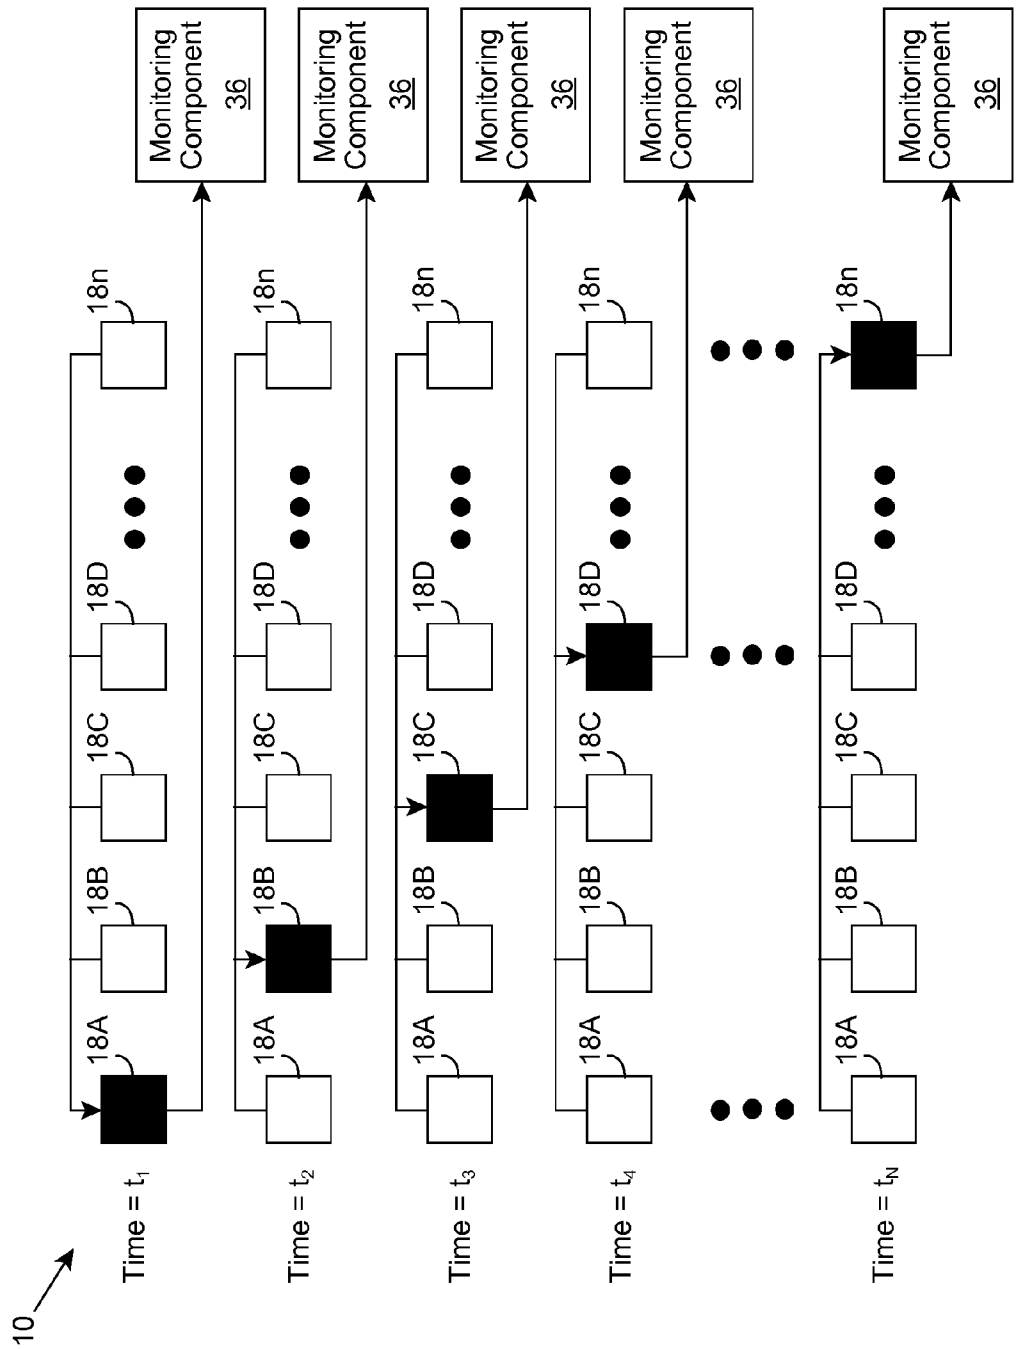 10
Time = t1
18A
18B
18C
18D
18n
Monitoring
Component
36
Time = t2
18A
18B
18C
18D
18n
Monitoring
Component
36
Time = t3
18A
18B
18C
18D
18n
Monitoring
Component
36
Time = t4
18A
18B
18C
18D
18n
Monitoring
Component
36
Time = tN
18A
18B
18C
18D
18n
Monitoring
Component
36